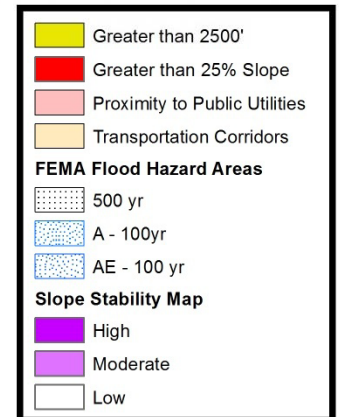 Greater than 2500'
Greater than 25% Slope
Proximity to Public Utilities
Transportation Corridors
FEMA Flood Hazard Areas
500 yr
A - 100yr
AE - 100 yr
Slope Stability Map
High
Moderate
Low